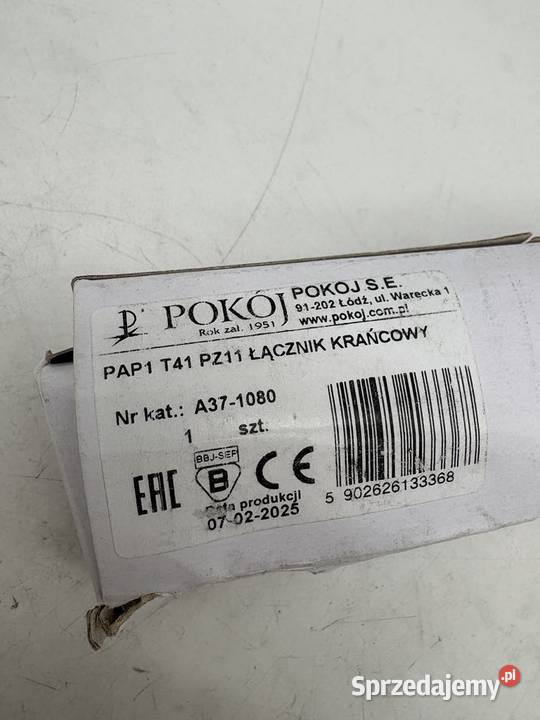 POKÓJ
Rok zał. 1951
POKOJ S.E.
91-202 Łódź, ul. Warecka 1
www.pokoj.com.pl
PAP1 T41 PZ11 ŁĄCZNIK KRAŃCOWY
Nr kat.: A37-1080
1 szt.
EAC
BBJ-SEP
B
CE
Data produkcji
07-02-2025
5 902626133368
Sprzedajemy.pl